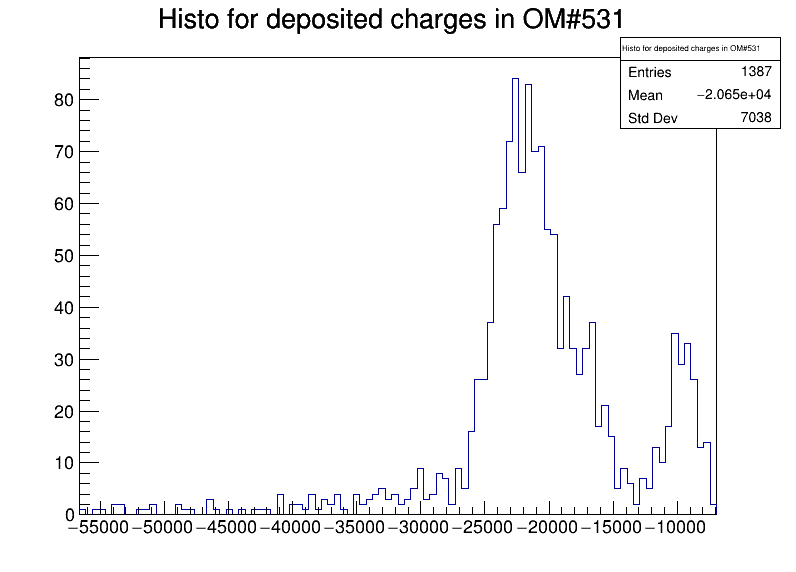 Histo for deposited charges in OM#531
Histo for deposited charges in OM#531
Entries 1387
Mean −2.065e+04
Std Dev 7038
80
70
60
50
40
30
20
10
0
−55000 −50000 −45000 −40000 −35000 −30000 −25000 −20000 −15000 −10000